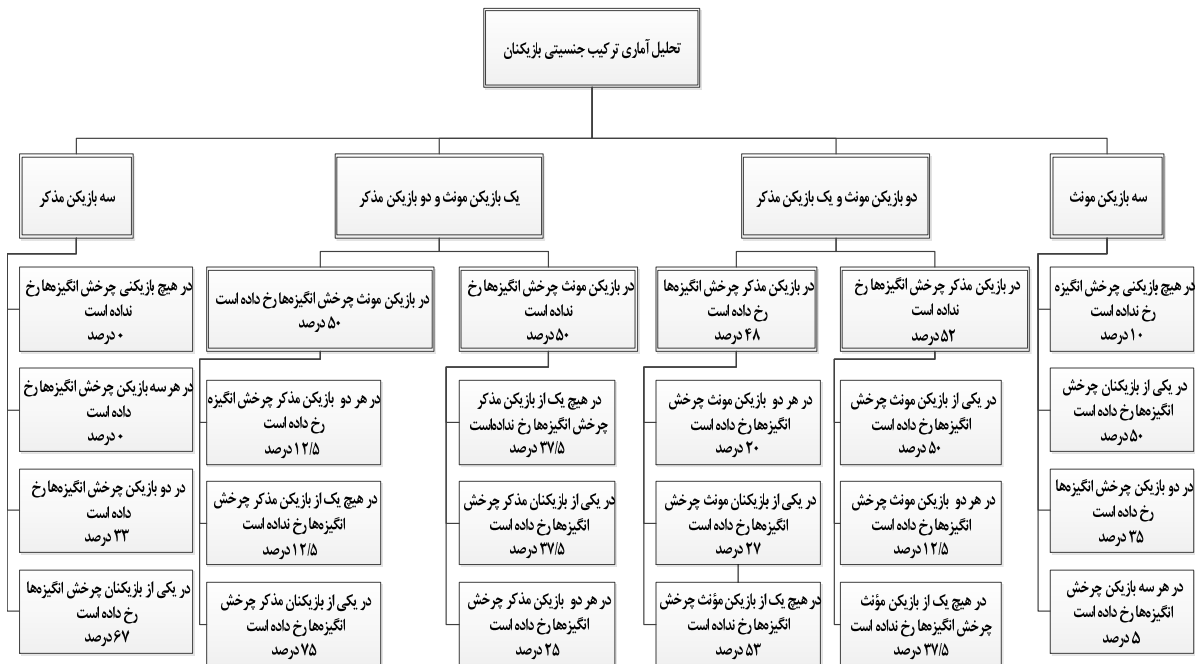 تحلیل آماری ترکیب جنسیتی بازیکنان
سه بازیکن مونث
دو بازیکن مونث و یک بازیکن مذکر
یک بازیکن مونث و دو بازیکن مذکر
سه بازیکن مذکر
در هیچ بازیکنی چرخش انگیزه
رخ نداده است
۱۰ درصد
در یکی از بازیکنان چرخش
انگیزه‌ها رخ داده است
۵۰ درصد
در دو بازیکن چرخش انگیزه‌ها
رخ داده است
۳۵ درصد
در هر سه بازیکن چرخش
انگیزه‌ها رخ داده است
۵ درصد
در بازیکن مذکر چرخش انگیزه‌ها رخ
نداده است
۵۲ درصد
در یکی از بازیکن مونث چرخش
انگیزه‌ها رخ داده است
۵۰ درصد
در هر دو بازیکن مونث چرخش
انگیزه‌ها رخ داده است
۱۲/۵ درصد
در هیچ یک از بازیکن مؤنث
چرخش انگیزه‌ها رخ نداده است
۳۷/۵ درصد
در بازیکن مذکر چرخش انگیزه‌ها
رخ داده است
۴۸ درصد
در هر دو بازیکن مونث چرخش
انگیزه‌ها رخ داده است
۲۰ درصد
در یکی از بازیکنان مونث چرخش
انگیزه‌ها رخ داده است
۲۷ درصد
در هیچ یک از بازیکن مؤنث چرخش
انگیزه‌ها رخ نداده است
۵۳ درصد
در بازیکن مونث چرخش انگیزه‌ها رخ
نداده است
۵۰ درصد
در هیچ یک از بازیکن مذکر
چرخش انگیزه‌ها رخ نداده‌است
۳۷/۵ درصد
در یکی از بازیکنان مذکر چرخش
انگیزه‌ها رخ داده است
۳۷/۵ درصد
در هر دو بازیکن مذکر چرخش
انگیزه‌ها رخ داده است
۲۵ درصد
در بازیکن مونث چرخش انگیزه‌ها رخ داده است
۵۰ درصد
در هر دو بازیکن مذکر چرخش انگیزه
رخ داده است
۱۲/۵ درصد
در هیچ یک از بازیکن مذکر چرخش
انگیزه‌ها رخ نداده است
۱۲/۵ درصد
در یکی از بازیکنان مذکر چرخش
انگیزه‌ها رخ داده است
۷۵ درصد
در هیچ بازیکنی چرخش انگیزه‌ها رخ
نداده است
۰ درصد
در هر سه بازیکن چرخش انگیزه‌ها رخ
داده است
۰ درصد
در دو بازیکن چرخش انگیزه‌ها رخ
داده است
۳۳ درصد
در یکی از بازیکنان چرخش انگیزه‌ها
رخ داده است
۶۷ درصد